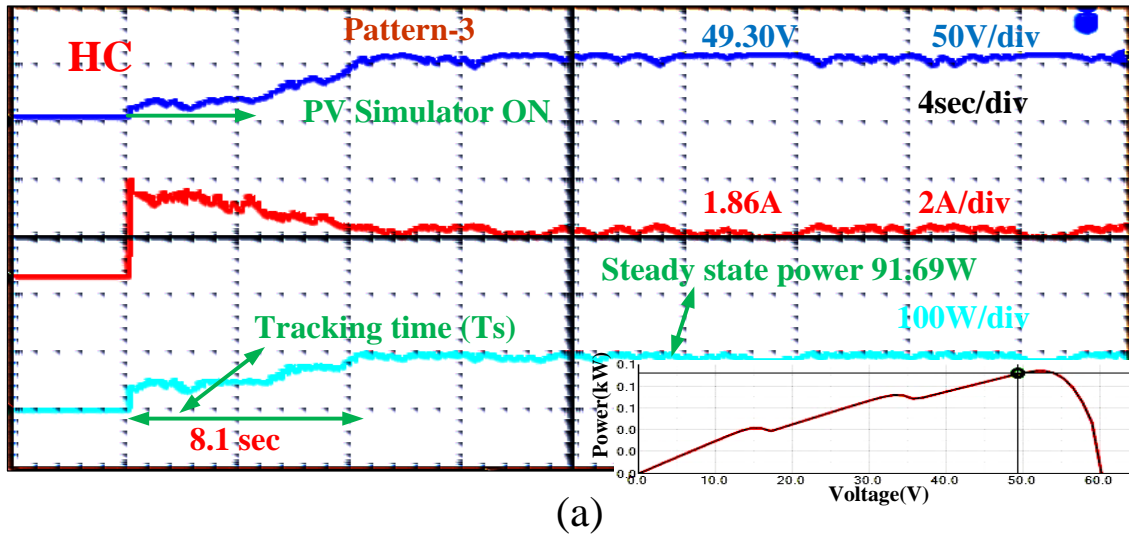 Pattern-3
49.30V
50V/div
HC
4sec/div
PV Simulator ON
1.86A
2A/div
Steady state power 91.69W
100W/div
Tracking time (Ts)
8.1 sec
Power(kW)
0.1
0.1
0.1
0.0
0.0
0.0
0.0
10.0
20.0
30.0
40.0
50.0
60.0
Voltage(V)
(a)